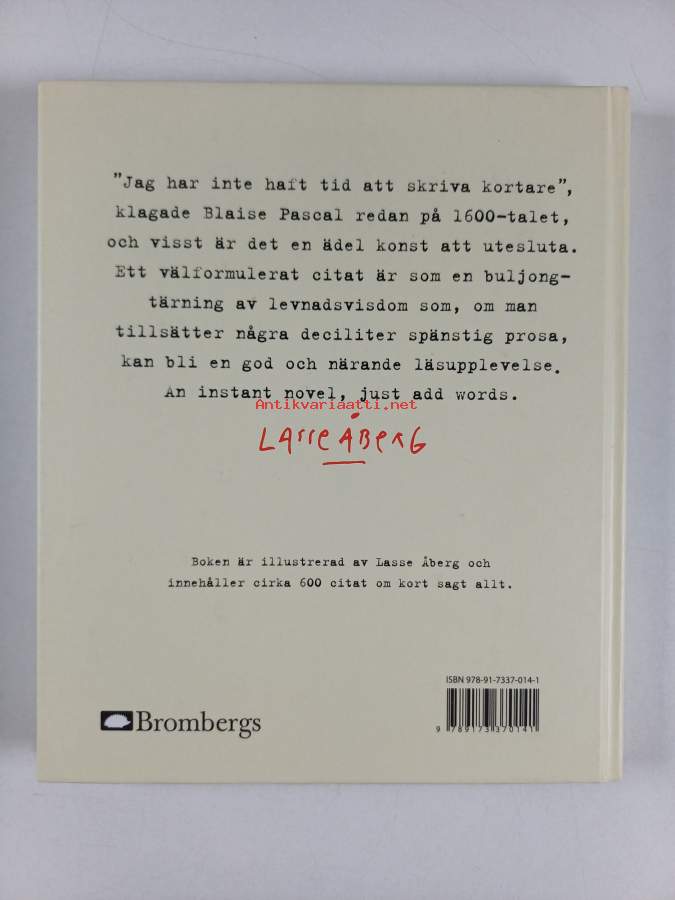 "Jag har inte haft tid att skriva kortare",
klagade Blaise Pascal redan på 1600-talet,
och visst är det en ädel konst att utesluta.
Ett välformulerat citat är som en buljong-
tärning av levnadsvisdom som, om man
tillsätter några deciliter spänstig prosa,
kan bli en god och närande läsupplevelse.
An instant novel, just add words.
Antikvariaatti.net
LASSE ÅBERG
Boken är illustrerad av Lasse Åberg och
innehåller cirka 600 citat om kort sagt allt.
ISBN 978-91-7337-014-1
9 789173 370141
Brombergs